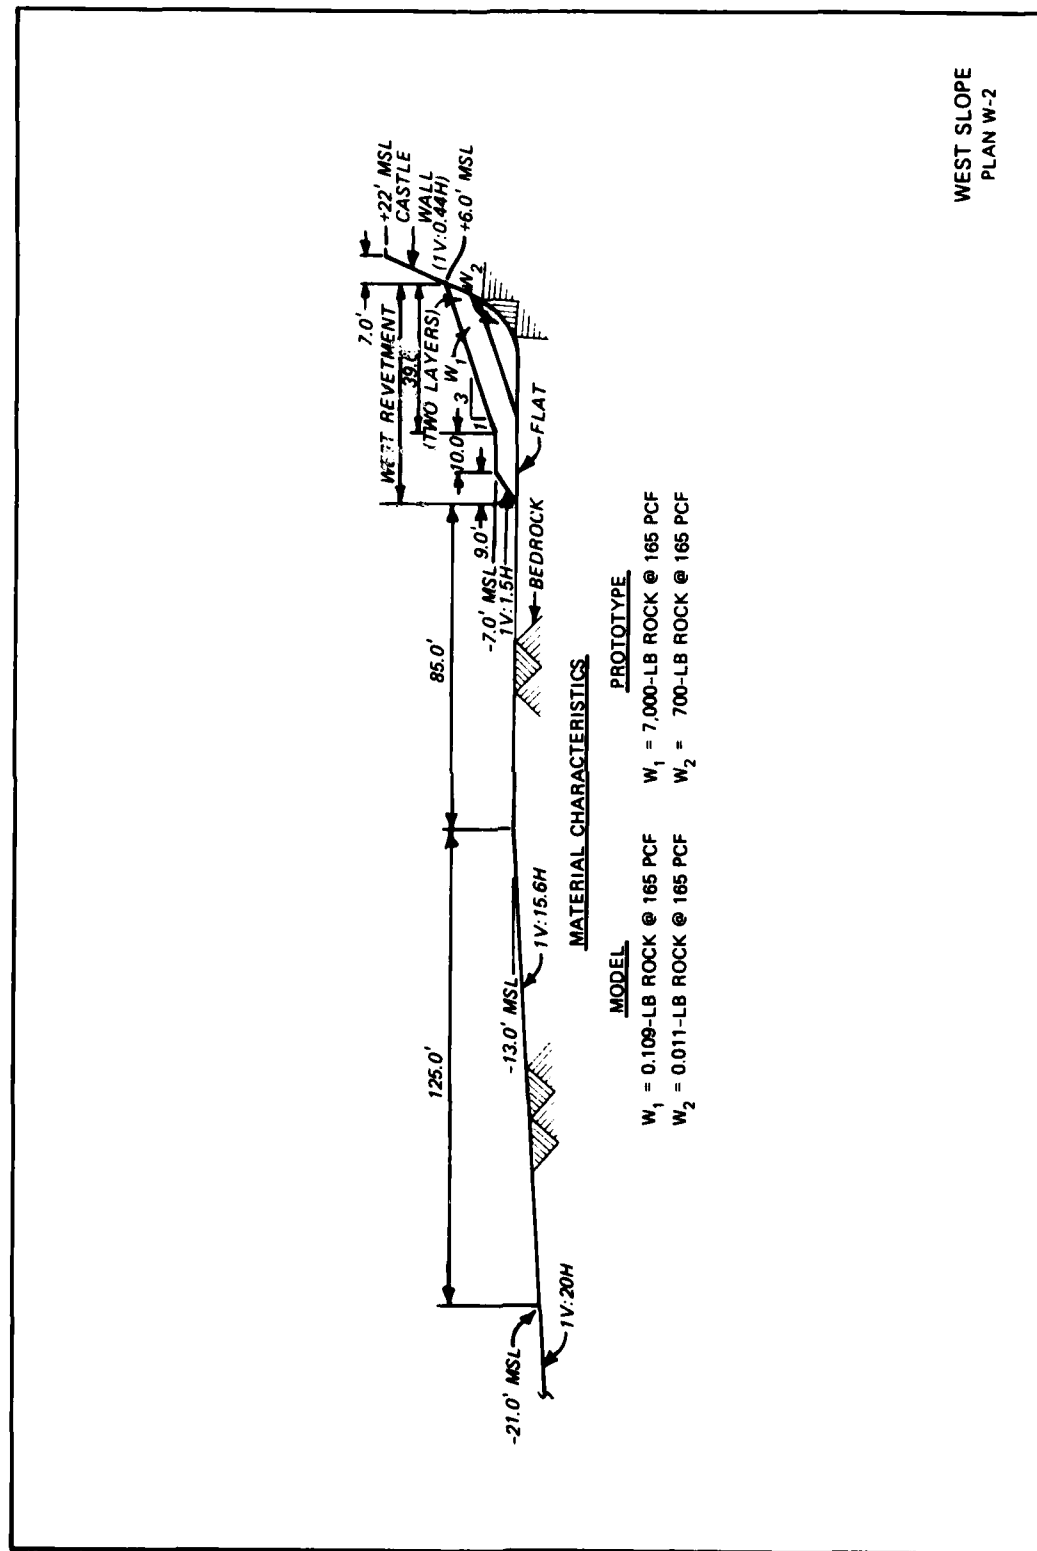 7.0'
+22' MSL
CASTLE
WALL
(1V:0.44H)
+6.0' MSL
WEST REVETMENT
(TWO LAYERS)
W1
W2
3
1
10.0
9.0'
-7.0' MSL
1V:1.5H
FLAT
BEDROCK
85.0'
125.0'
-13.0' MSL
1V:15.6H
-21.0' MSL
1V:20H
MATERIAL CHARACTERISTICS
MODEL PROTOTYPE
W1 = 0.109-LB ROCK @ 165 PCF W1 = 7,000-LB ROCK @ 165 PCF
W2 = 0.011-LB ROCK @ 165 PCF W2 = 700-LB ROCK @ 165 PCF
WEST SLOPE
PLAN W-2